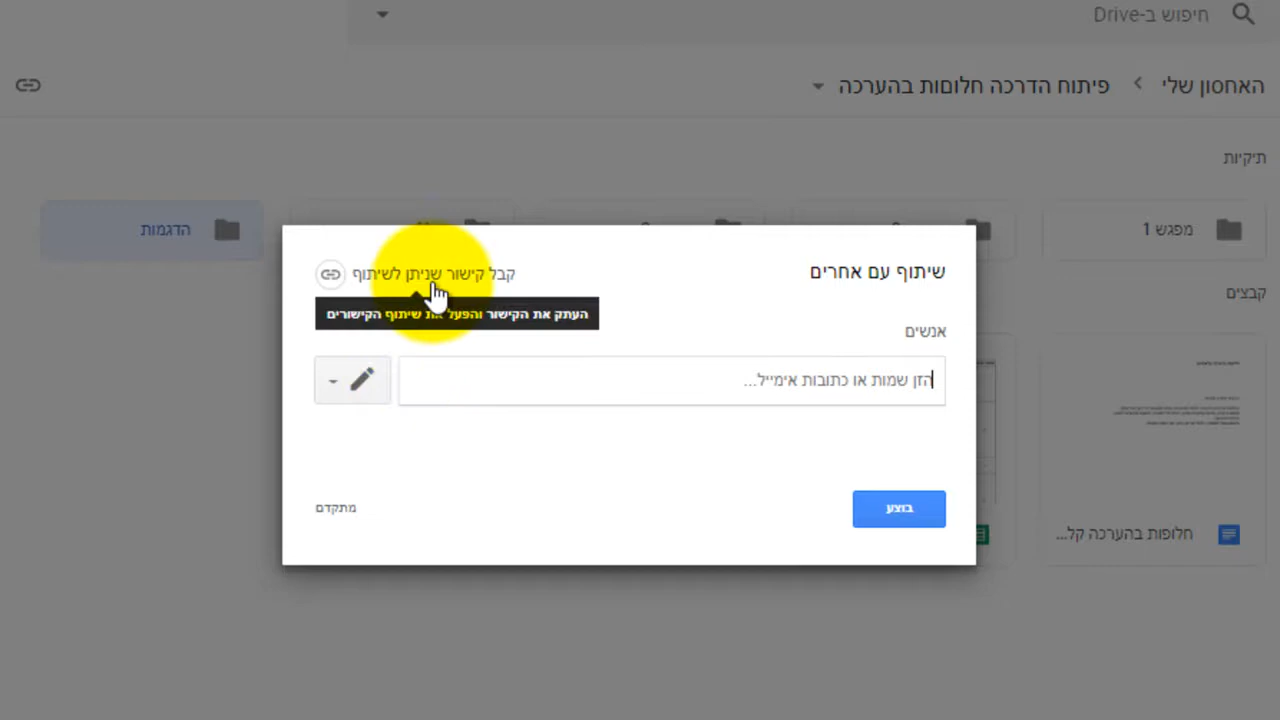 חיפוש ב-Drive
האחסון שלי
פיתוח הדרכה חלופות בהערכה
תיקיות
מפגש 1
הדגמות
קבצים
שיתוף עם אחרים
קבל קישור שניתן לשיתוף
העתק את הקישור והפעל את שיתוף הקישורים
אנשים
הזן שמות או כתובות אימייל...
בוצע
מתקדם
חלופות בהערכה קל...